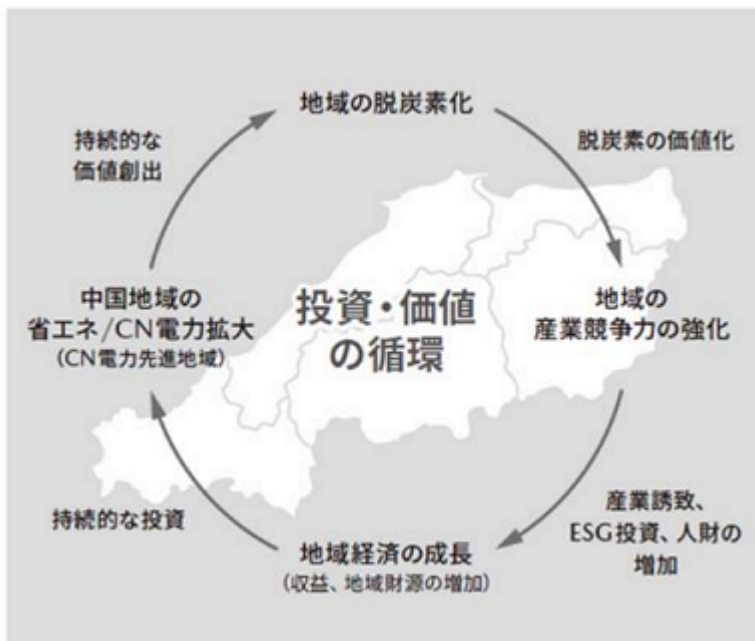 地域の脱炭素化
脱炭素の価値化
地域の
産業競争力の強化
産業誘致、
ESG投資、人財の
増加
地域経済の成長
(収益、地域財源の増加)
持続的な投資
中国地域の
省エネ/CN電力拡大
(CN電力先進地域)
持続的な
価値創出
投資・価値
の循環